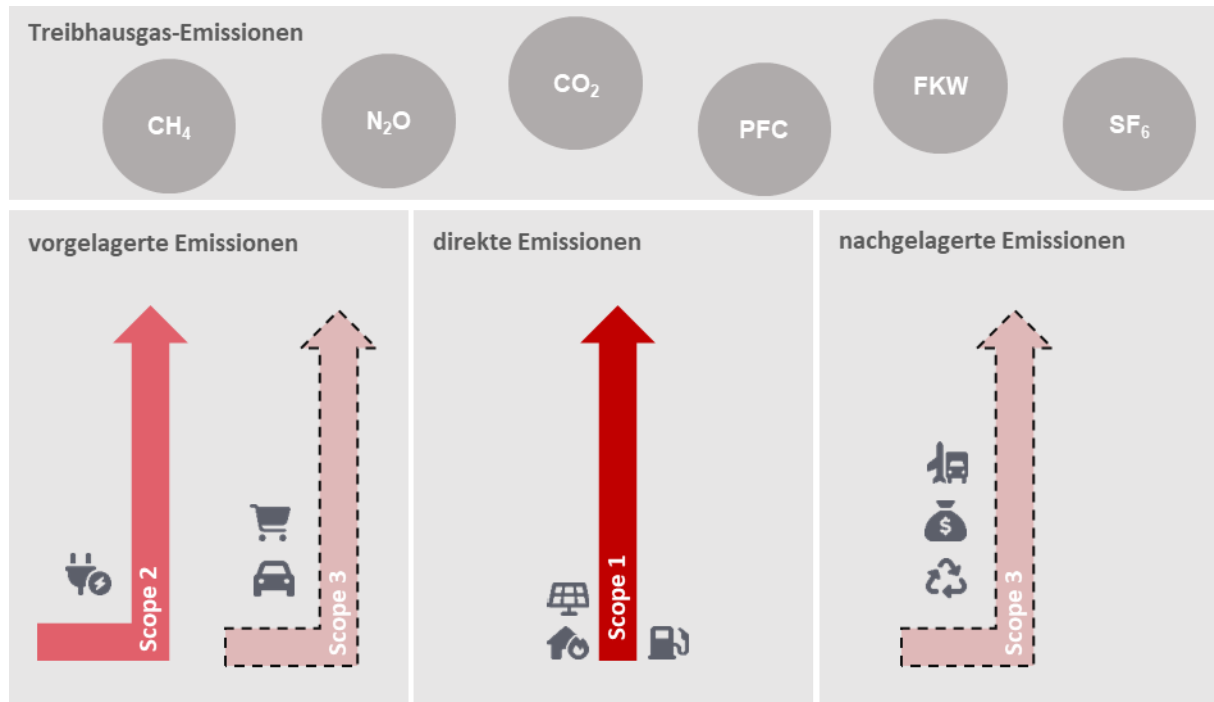 Treibhausgas-Emissionen
CH₄
N₂O
CO₂
PFC
FKW
SF₆
vorgelagerte Emissionen
Scope 2
Scope 3
direkte Emissionen
Scope 1
nachgelagerte Emissionen
Scope 3
$